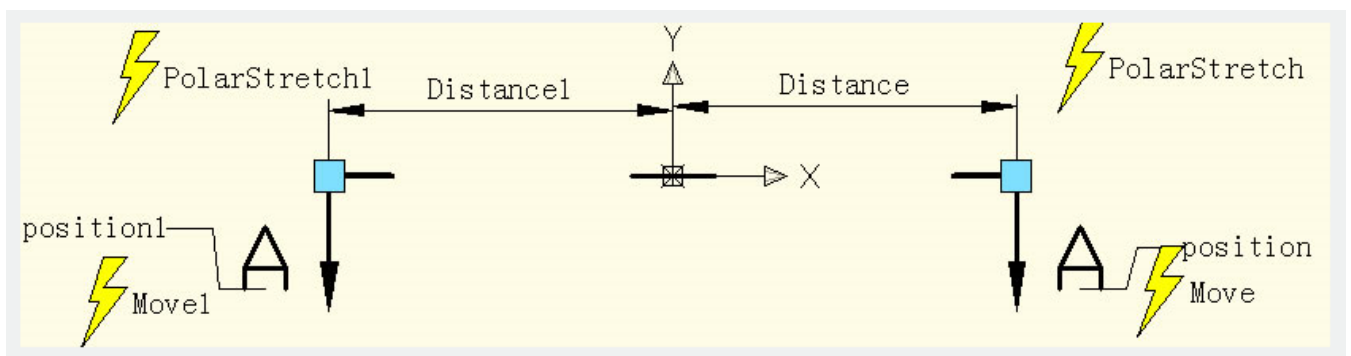 Y
PolarStretch1
Distance1
Distance
PolarStretch
X
position1
A
A
position
Move1
Move